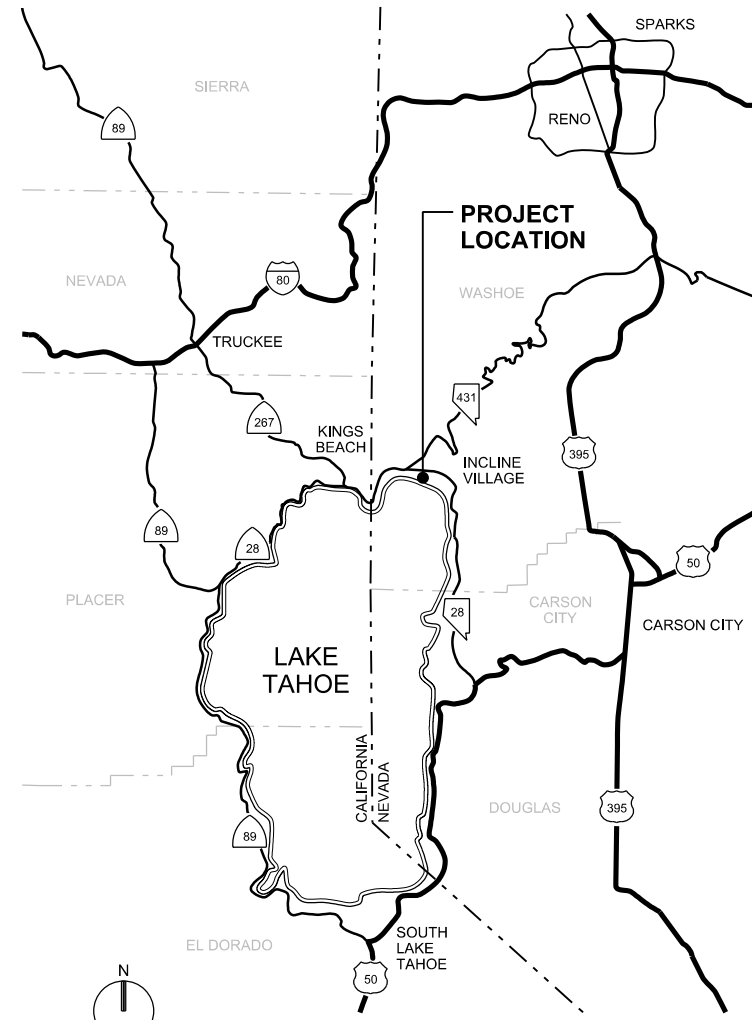 SPARKS
SIERRA
89
RENO
PROJECT
LOCATION
NEVADA
80
WASHOE
TRUCKEE
431
267
KINGS
BEACH
395
INCLINE
VILLAGE
89
28
50
PLACER
CARSON
CITY
28
CARSON CITY
LAKE
TAHOE
CALIFORNIA
NEVADA
DOUGLAS
395
89
SOUTH
LAKE
TAHOE
EL DORADO
N
50